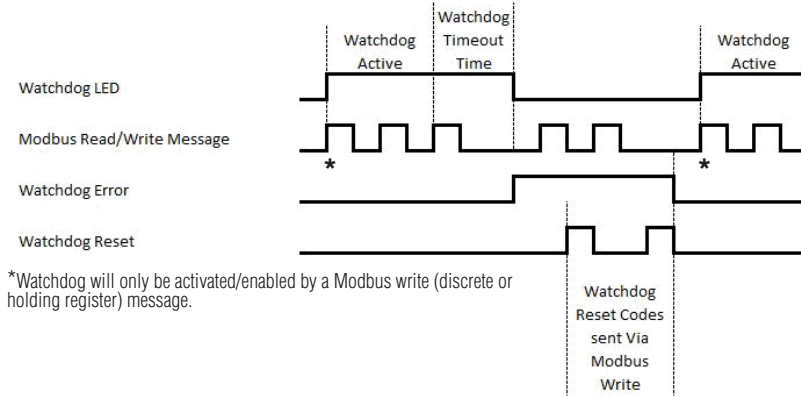 Watchdog
Active
Watchdog
Timeout
Time
Watchdog
Active
Watchdog LED
Modbus Read/Write Message
*
*
Watchdog Error
Watchdog Reset
*Watchdog will only be activated/enabled by a Modbus write (discrete or
holding register) message.
Watchdog
Reset Codes
sent Via
Modbus
Write